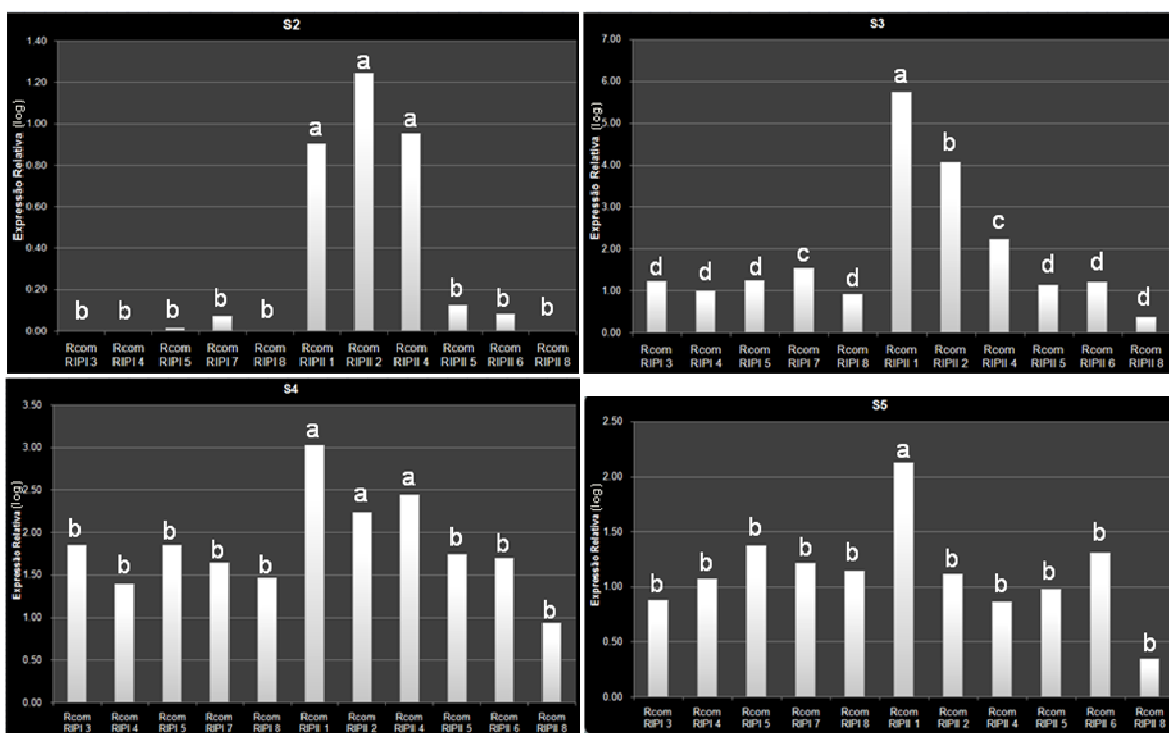 S2
Expressão Relativa (log)
1.40
1.20
1.00
0.80
0.60
0.40
0.20
0.00
b b b b b a a a b b b
Rcom Rcom Rcom Rcom Rcom Rcom Rcom Rcom Rcom Rcom Rcom
RIPI 3 RIPI 4 RIPI 5 RIPI 7 RIPI 8 RIPII 1 RIPII 2 RIPII 4 RIPII 5 RIPII 6 RIPII 8
S3
Expressão Relativa (log)
7.00
6.00
5.00
4.00
3.00
2.00
1.00
0.00
d d d c d a b c d d d
Rcom Rcom Rcom Rcom Rcom Rcom Rcom Rcom Rcom Rcom Rcom
RIPI 3 RIPI 4 RIPI 5 RIPI 7 RIPI 8 RIPII 1 RIPII 2 RIPII 4 RIPII 5 RIPII 6 RIPII 8
S4
Expressão Relativa (log)
3.50
3.00
2.50
2.00
1.50
1.00
0.50
0.00
b b b b b a a a b b b
Rcom Rcom Rcom Rcom Rcom Rcom Rcom Rcom Rcom Rcom Rcom
RIPI 3 RIPI 4 RIPI 5 RIPI 7 RIPI 8 RIPII 1 RIPII 2 RIPII 4 RIPII 5 RIPII 6 RIPII 8
S5
Expressão Relativa (log)
2.50
2.00
1.50
1.00
0.50
0.00
b b b b b a b b b b b
Rcom Rcom Rcom Rcom Rcom Rcom Rcom Rcom Rcom Rcom Rcom
RIPI 3 RIPI 4 RIPI 5 RIPI 7 RIPI 8 RIPII 1 RIPII 2 RIPII 4 RIPII 5 RIPII 6 RIPII 8